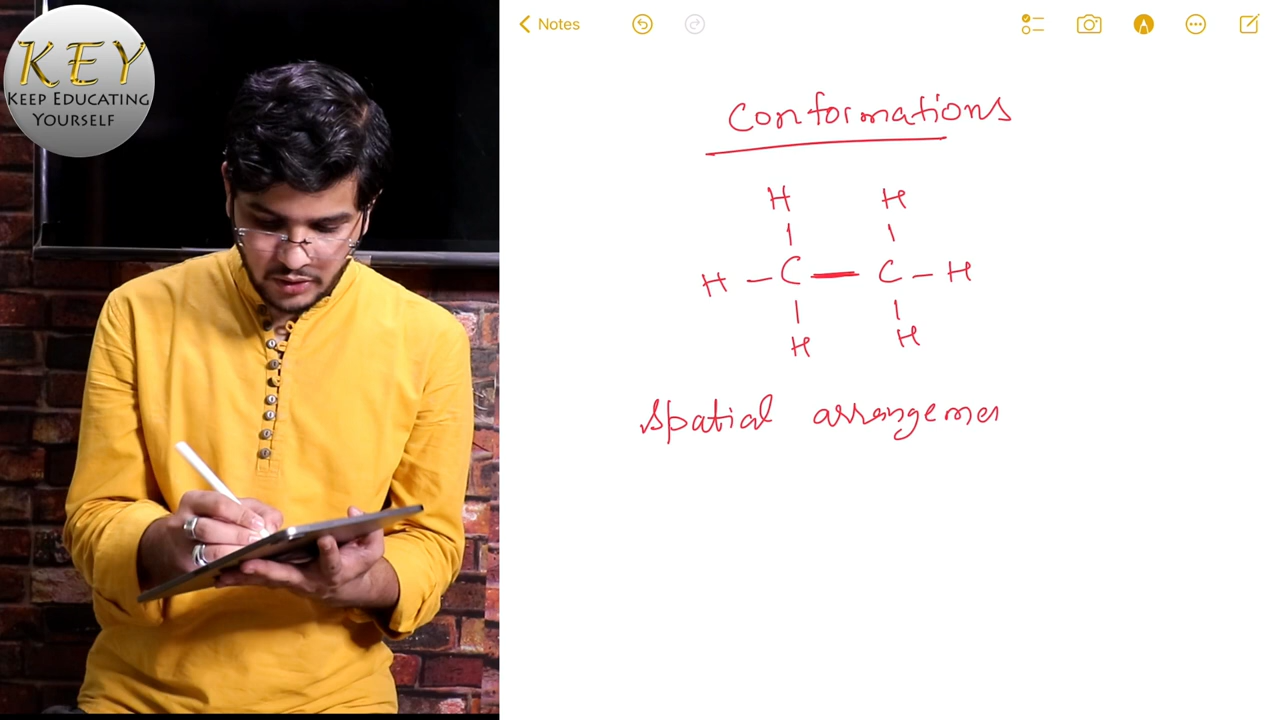 KEY
KEEP EDUCATING
YOURSELF
Notes
Conformations
H H
H – C — C – H
H H
Spatial arrangemen